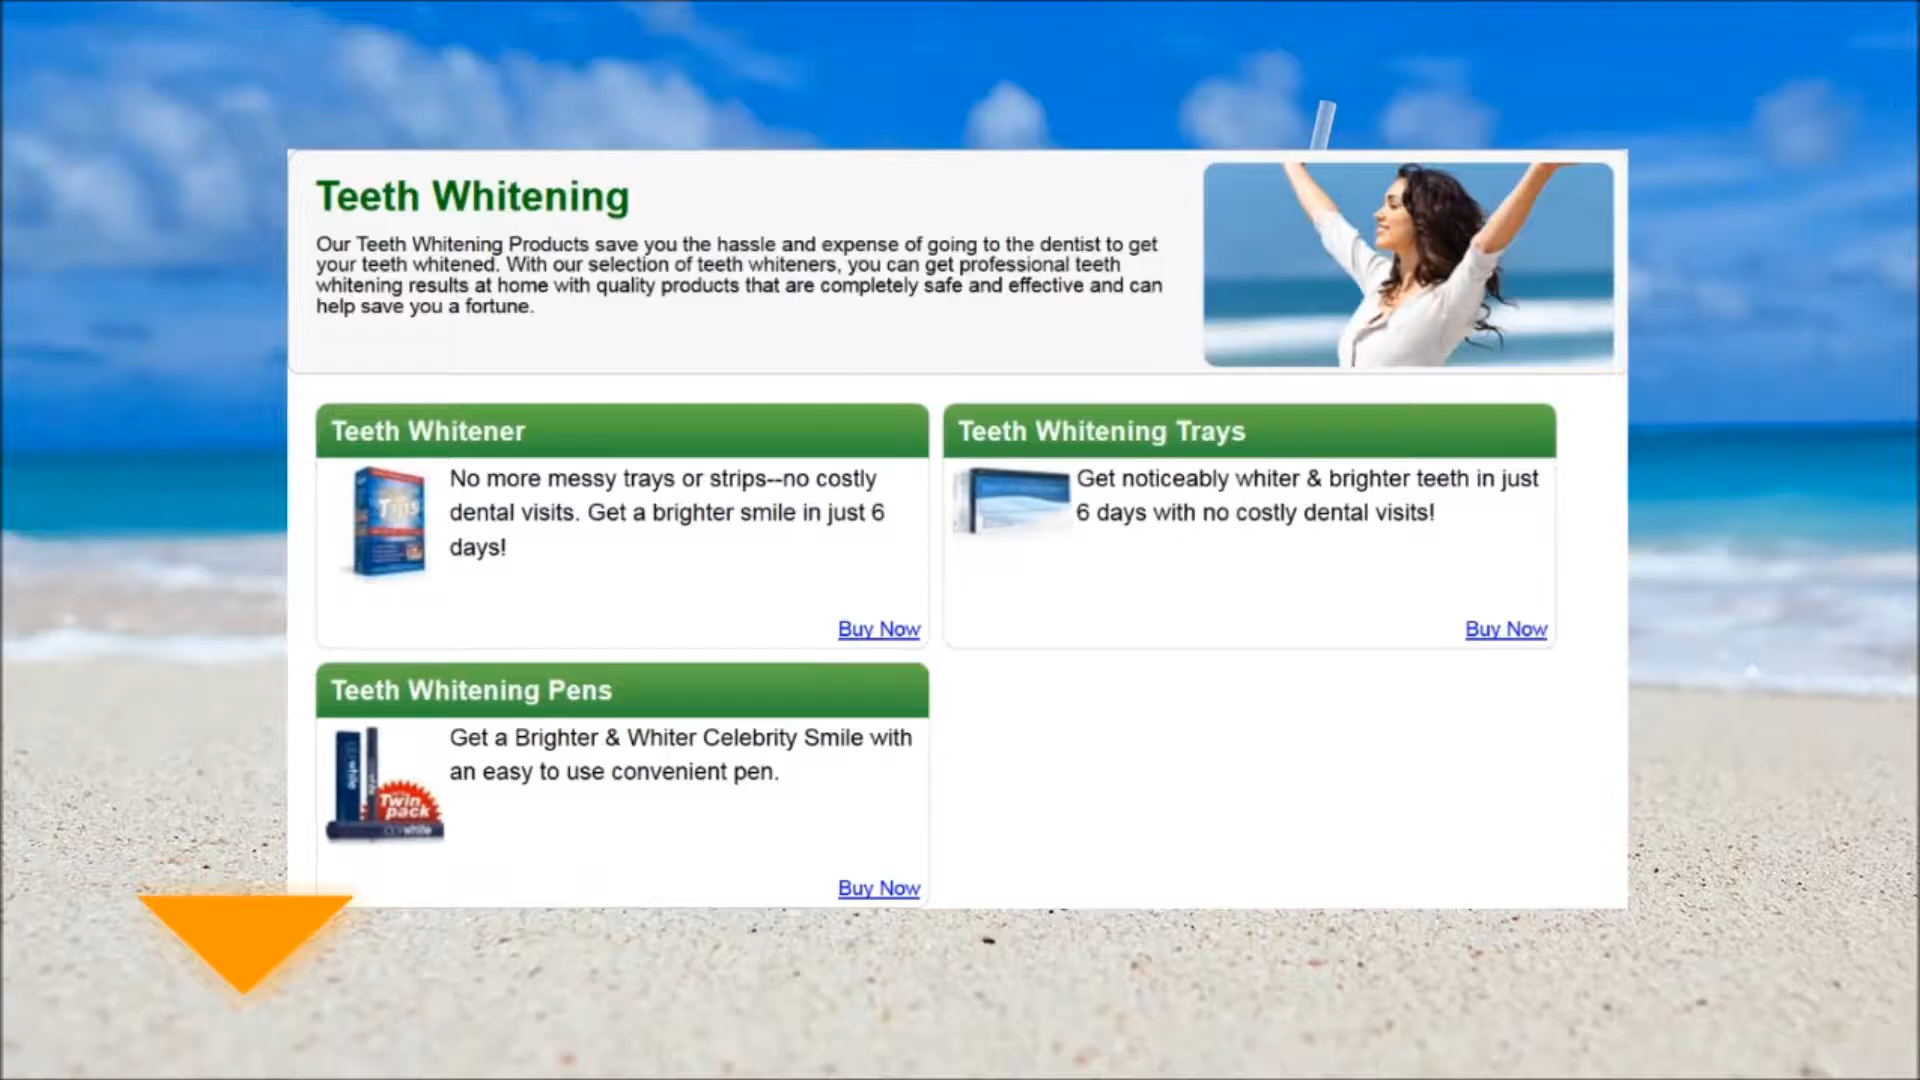 Teeth Whitening
Our Teeth Whitening Products save you the hassle and expense of going to the dentist to get
your teeth whitened. With our selection of teeth whiteners, you can get professional teeth
whitening results at home with quality products that are completely safe and effective and can
help save you a fortune.
Teeth Whitener
Tips
No more messy trays or strips--no costly
dental visits. Get a brighter smile in just 6
days!
Buy Now
Teeth Whitening Trays
Get noticeably whiter & brighter teeth in just
6 days with no costly dental visits!
Buy Now
Teeth Whitening Pens
Twin
pack
Get a Brighter & Whiter Celebrity Smile with
an easy to use convenient pen.
Buy Now